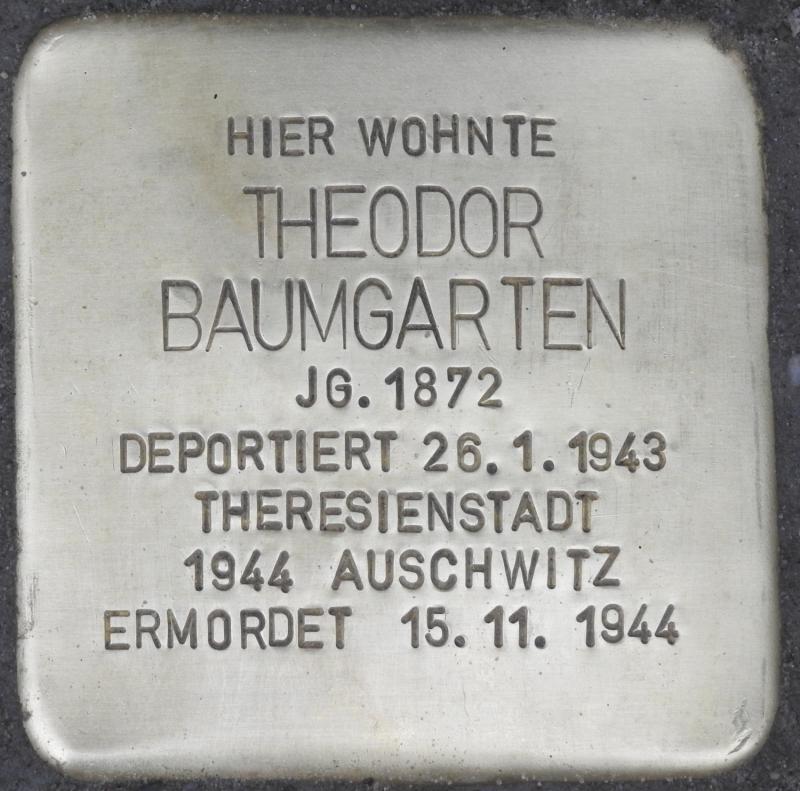 HIER WOHNTE
THEODOR
BAUMGARTEN
JG. 1872
DEPORTIERT 26.1.1943
THERESIENSTADT
1944 AUSCHWITZ
ERMORDET 15.11.1944